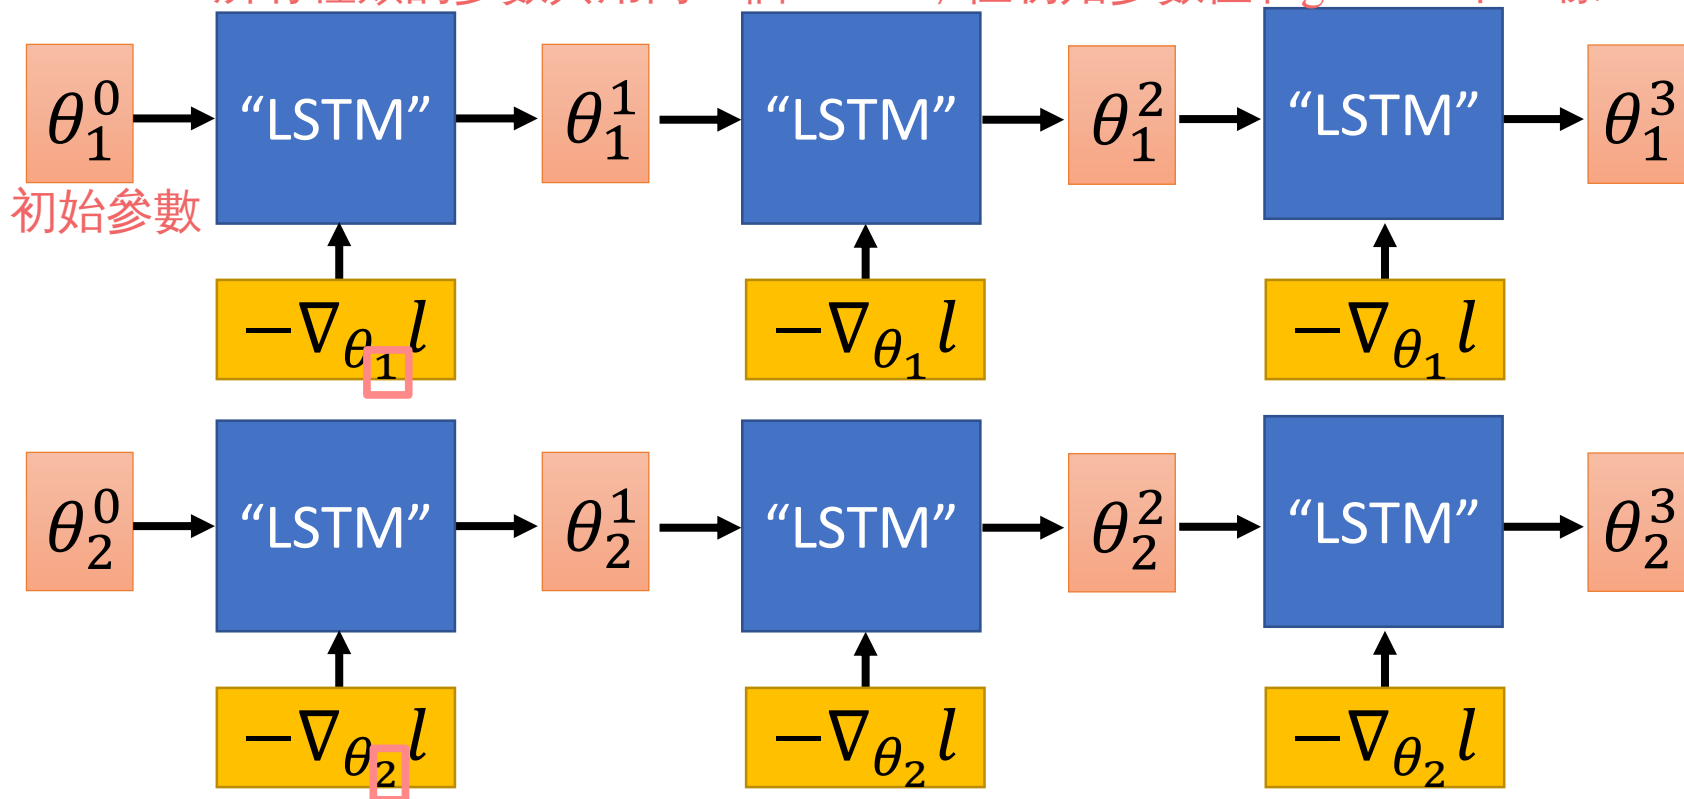 θ₁⁰ “LSTM” θ₁¹ “LSTM” θ₁² “LSTM” θ₁³
初始參數
−∇θ₁l −∇θ₁l −∇θ₁l
θ₂⁰ “LSTM” θ₂¹ “LSTM” θ₂² “LSTM” θ₂³
−∇θ₂l −∇θ₂l −∇θ₂l